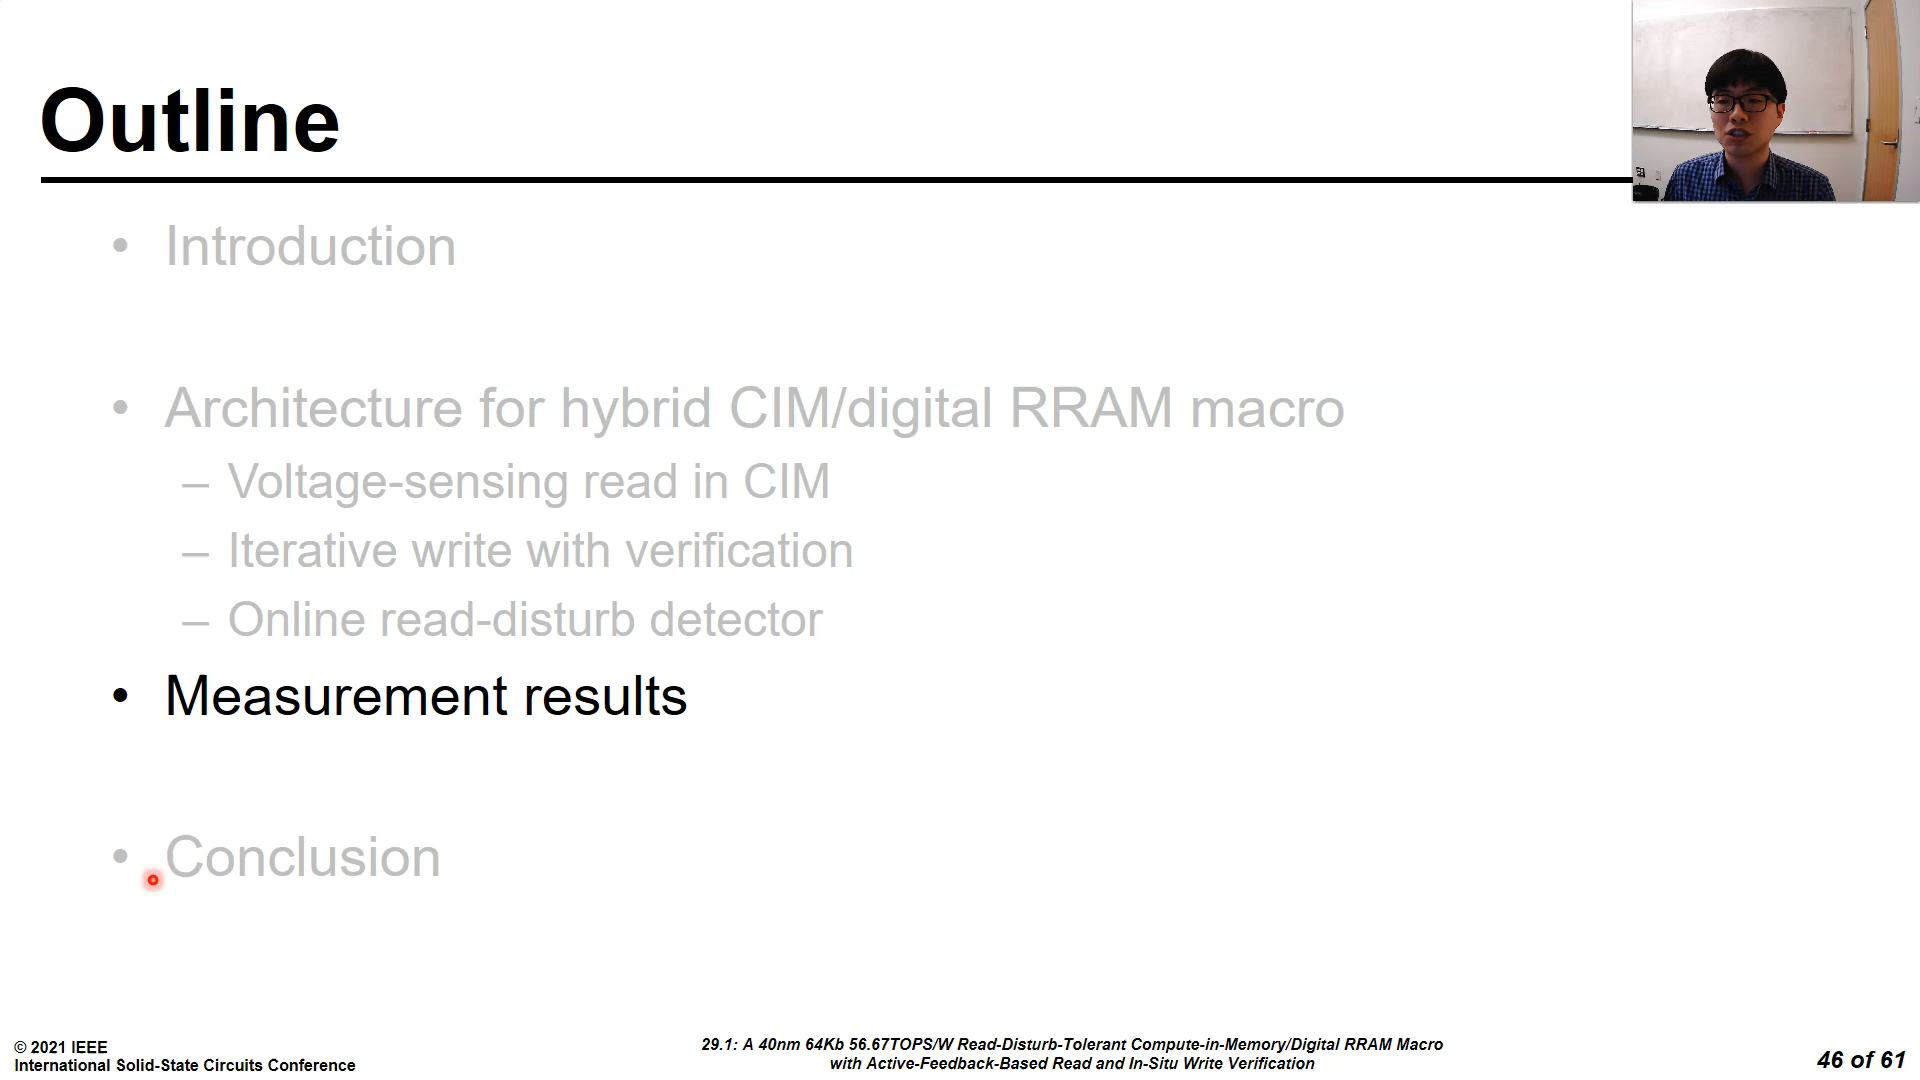 Outline
• Introduction
• Architecture for hybrid CIM/digital RRAM macro
– Voltage-sensing read in CIM
– Iterative write with verification
– Online read-disturb detector
• Measurement results
• Conclusion
© 2021 IEEE
International Solid-State Circuits Conference
29.1: A 40nm 64Kb 56.67TOPS/W Read-Disturb-Tolerant Compute-in-Memory/Digital RRAM Macro
with Active-Feedback-Based Read and In-Situ Write Verification
46 of 61